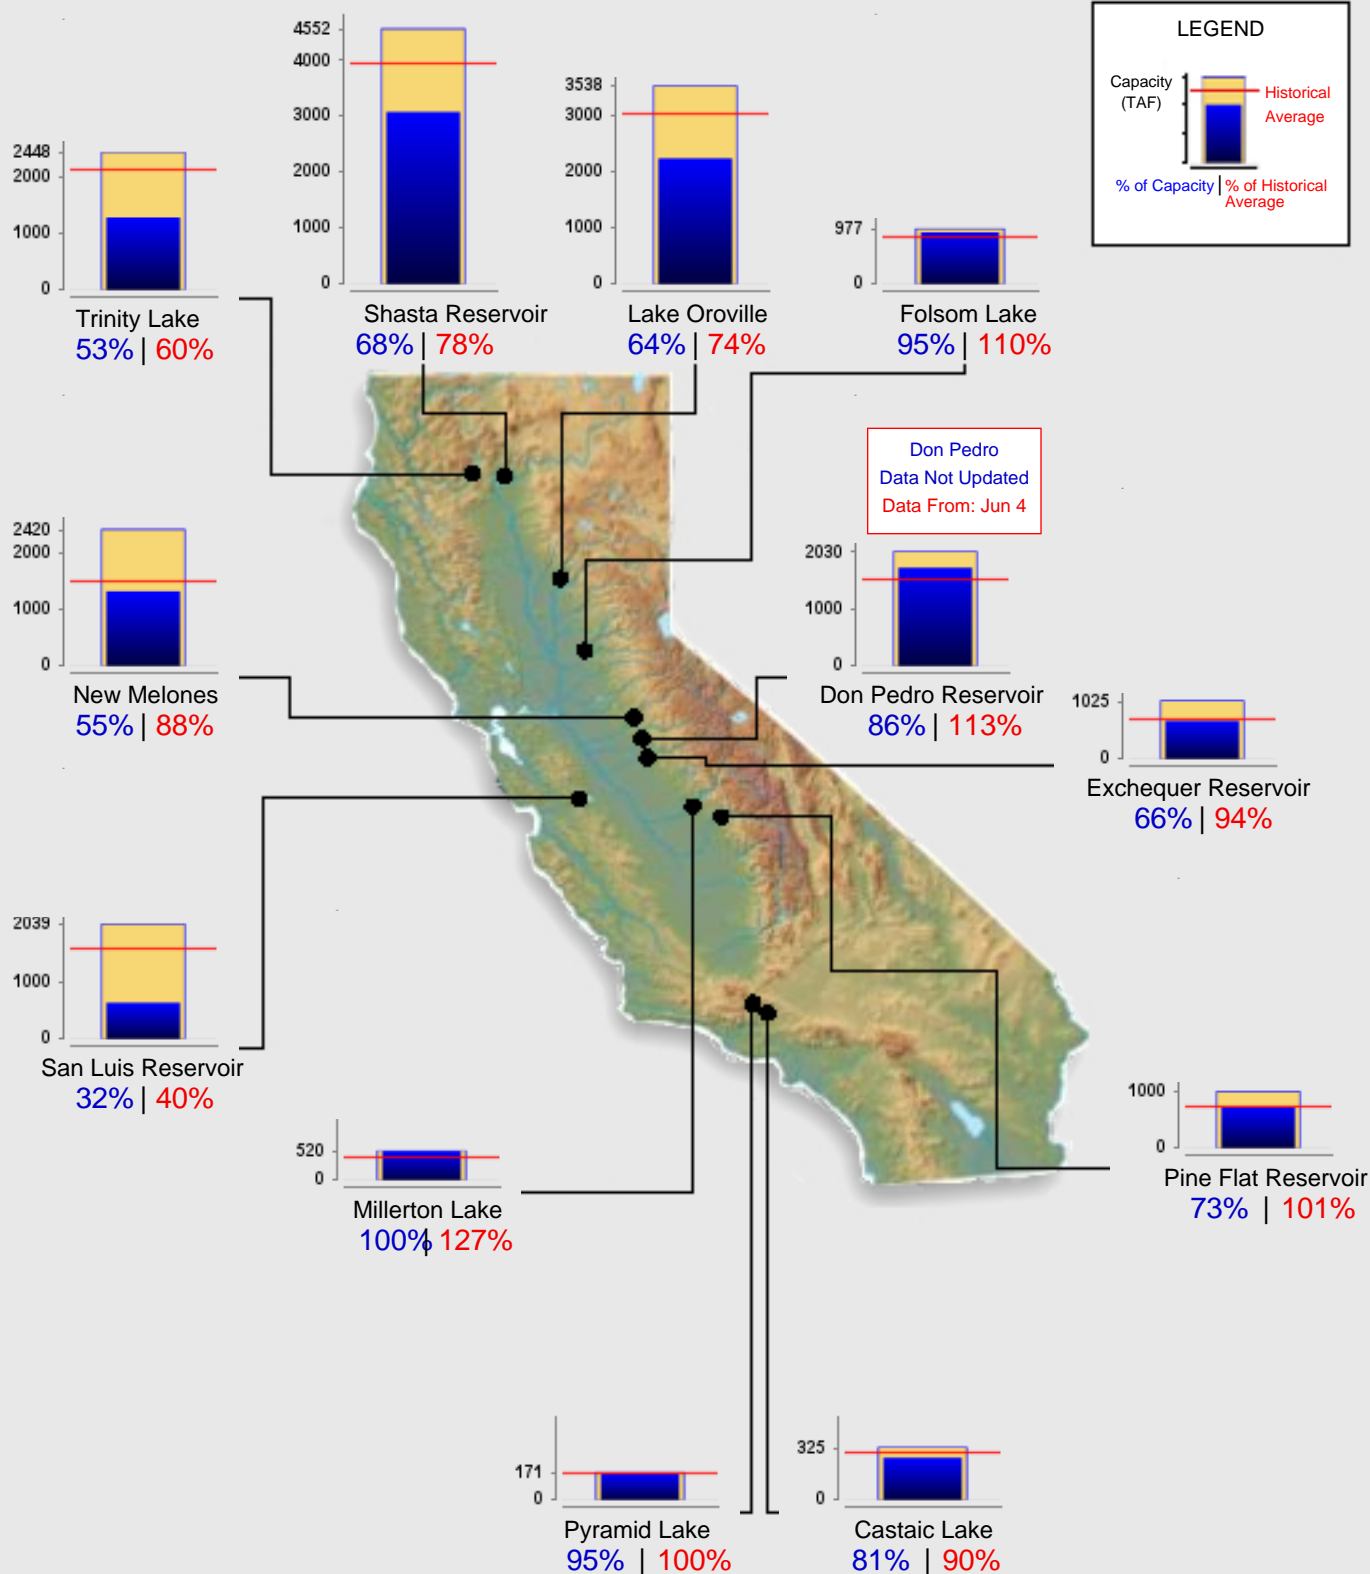 LEGEND
Capacity
(TAF)
Historical
Average
% of Capacity | % of Historical
Average
4552
4000
3000
2000
1000
0
Shasta Reservoir
68% | 78%
3538
3000
2000
1000
0
Lake Oroville
64% | 74%
2448
2000
1000
0
Trinity Lake
53% | 60%
977
0
Folsom Lake
95% | 110%
Don Pedro
Data Not Updated
Data From: Jun 4
2030
1000
0
Don Pedro Reservoir
86% | 113%
2420
2000
1000
0
New Melones
55% | 88%
1025
0
Exchequer Reservoir
66% | 94%
2039
1000
0
San Luis Reservoir
32% | 40%
520
0
Millerton Lake
100% | 127%
1000
0
Pine Flat Reservoir
73% | 101%
171
0
Pyramid Lake
95% | 100%
325
0
Castaic Lake
81% | 90%